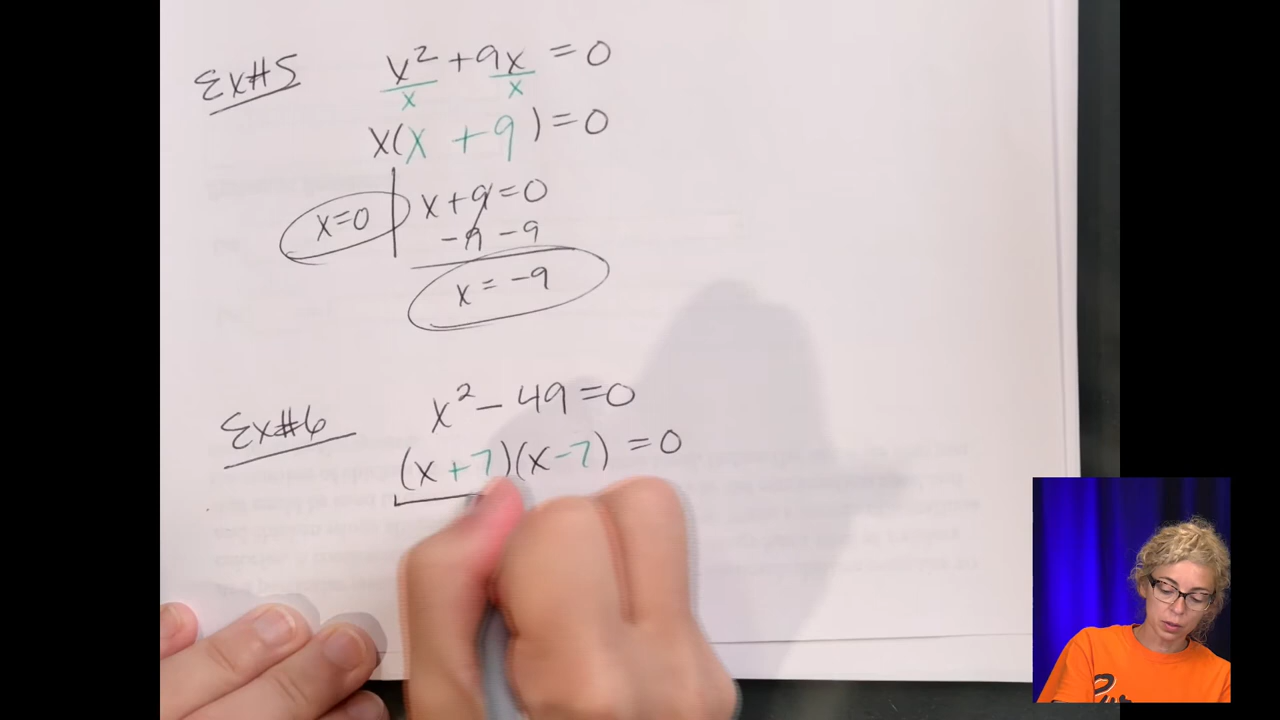 Ex#5
x² + 9x = 0
x x
x(x + 9) = 0
x=0 x+9=0
-9 -9
x = -9
Ex#6
x² - 49 = 0
(x + 7)(x - 7) = 0